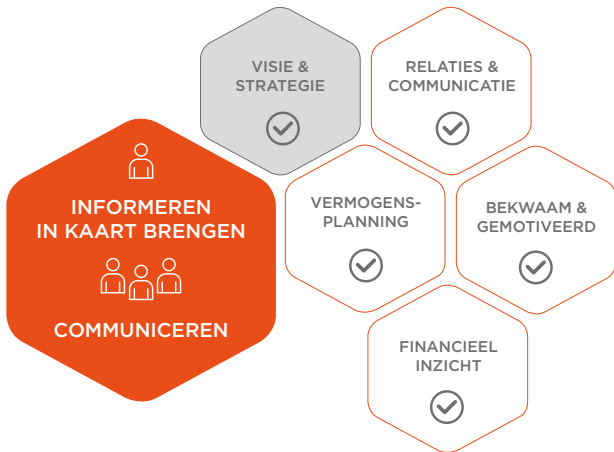 VISIE &
STRATEGIE
RELATIES &
COMMUNICATIE
INFORMEREN
IN KAART BRENGEN
COMMUNICEREN
VERMOGENS-
PLANNING
BEKWAAM &
GEMOTIVEERD
FINANCIEEL
INZICHT